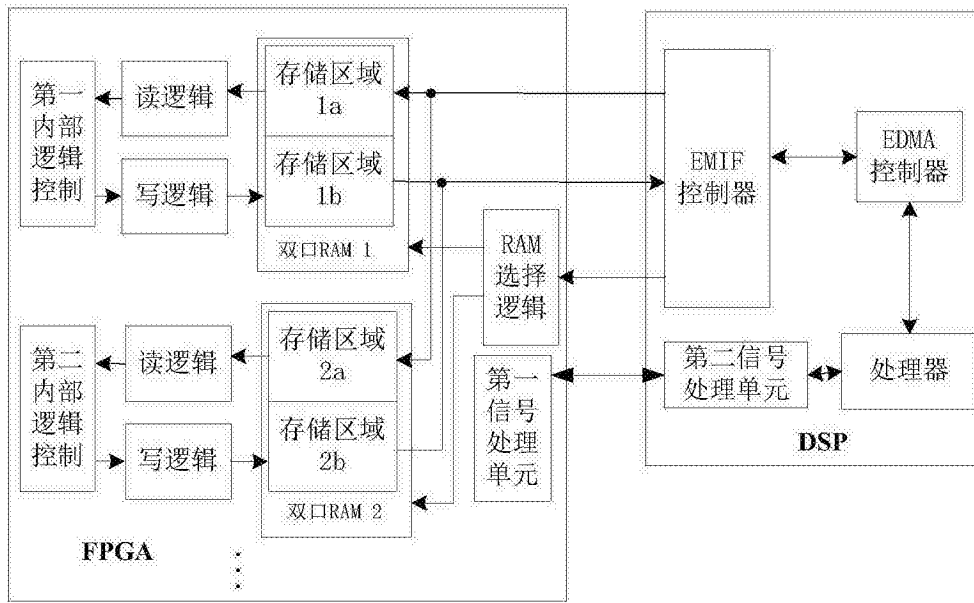 第一内部逻辑控制
读逻辑
写逻辑
存储区域
1a
存储区域
1b
双口RAM 1
RAM
选择
逻辑
EMIF
控制器
EDMA
控制器
第二内部逻辑控制
读逻辑
写逻辑
存储区域
2a
存储区域
2b
双口RAM 2
第一
信号
处理
单元
第二信号
处理单元
处理器
DSP
FPGA